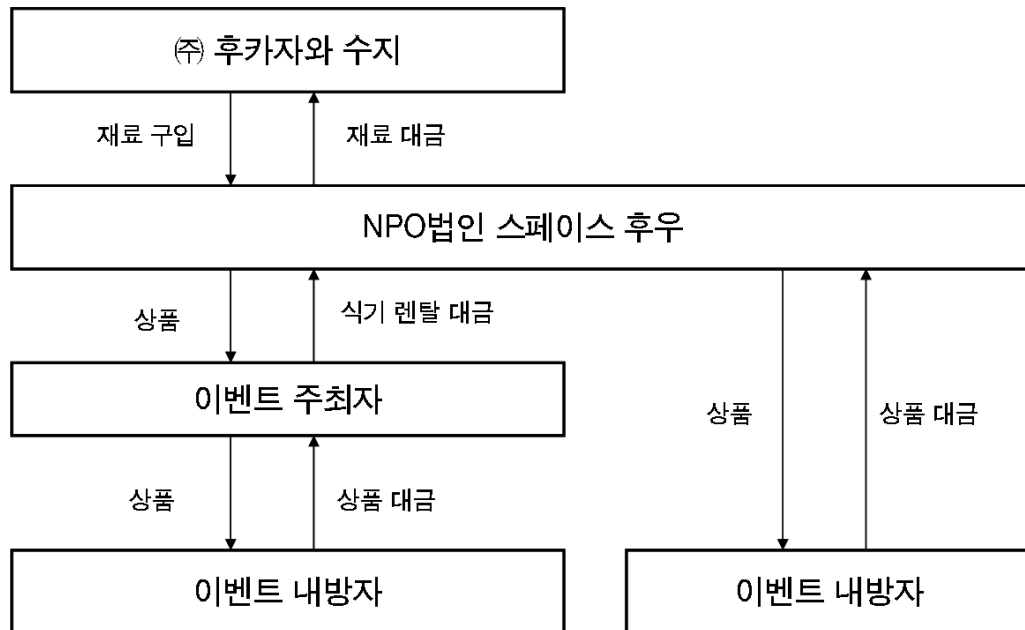 ㈜ 후카자와 수지
재료 구입
재료 대금
NPO법인 스페이스 후우
상품
식기 렌탈 대금
이벤트 주최자
상품
상품 대금
상품
상품 대금
이벤트 내방자
이벤트 내방자